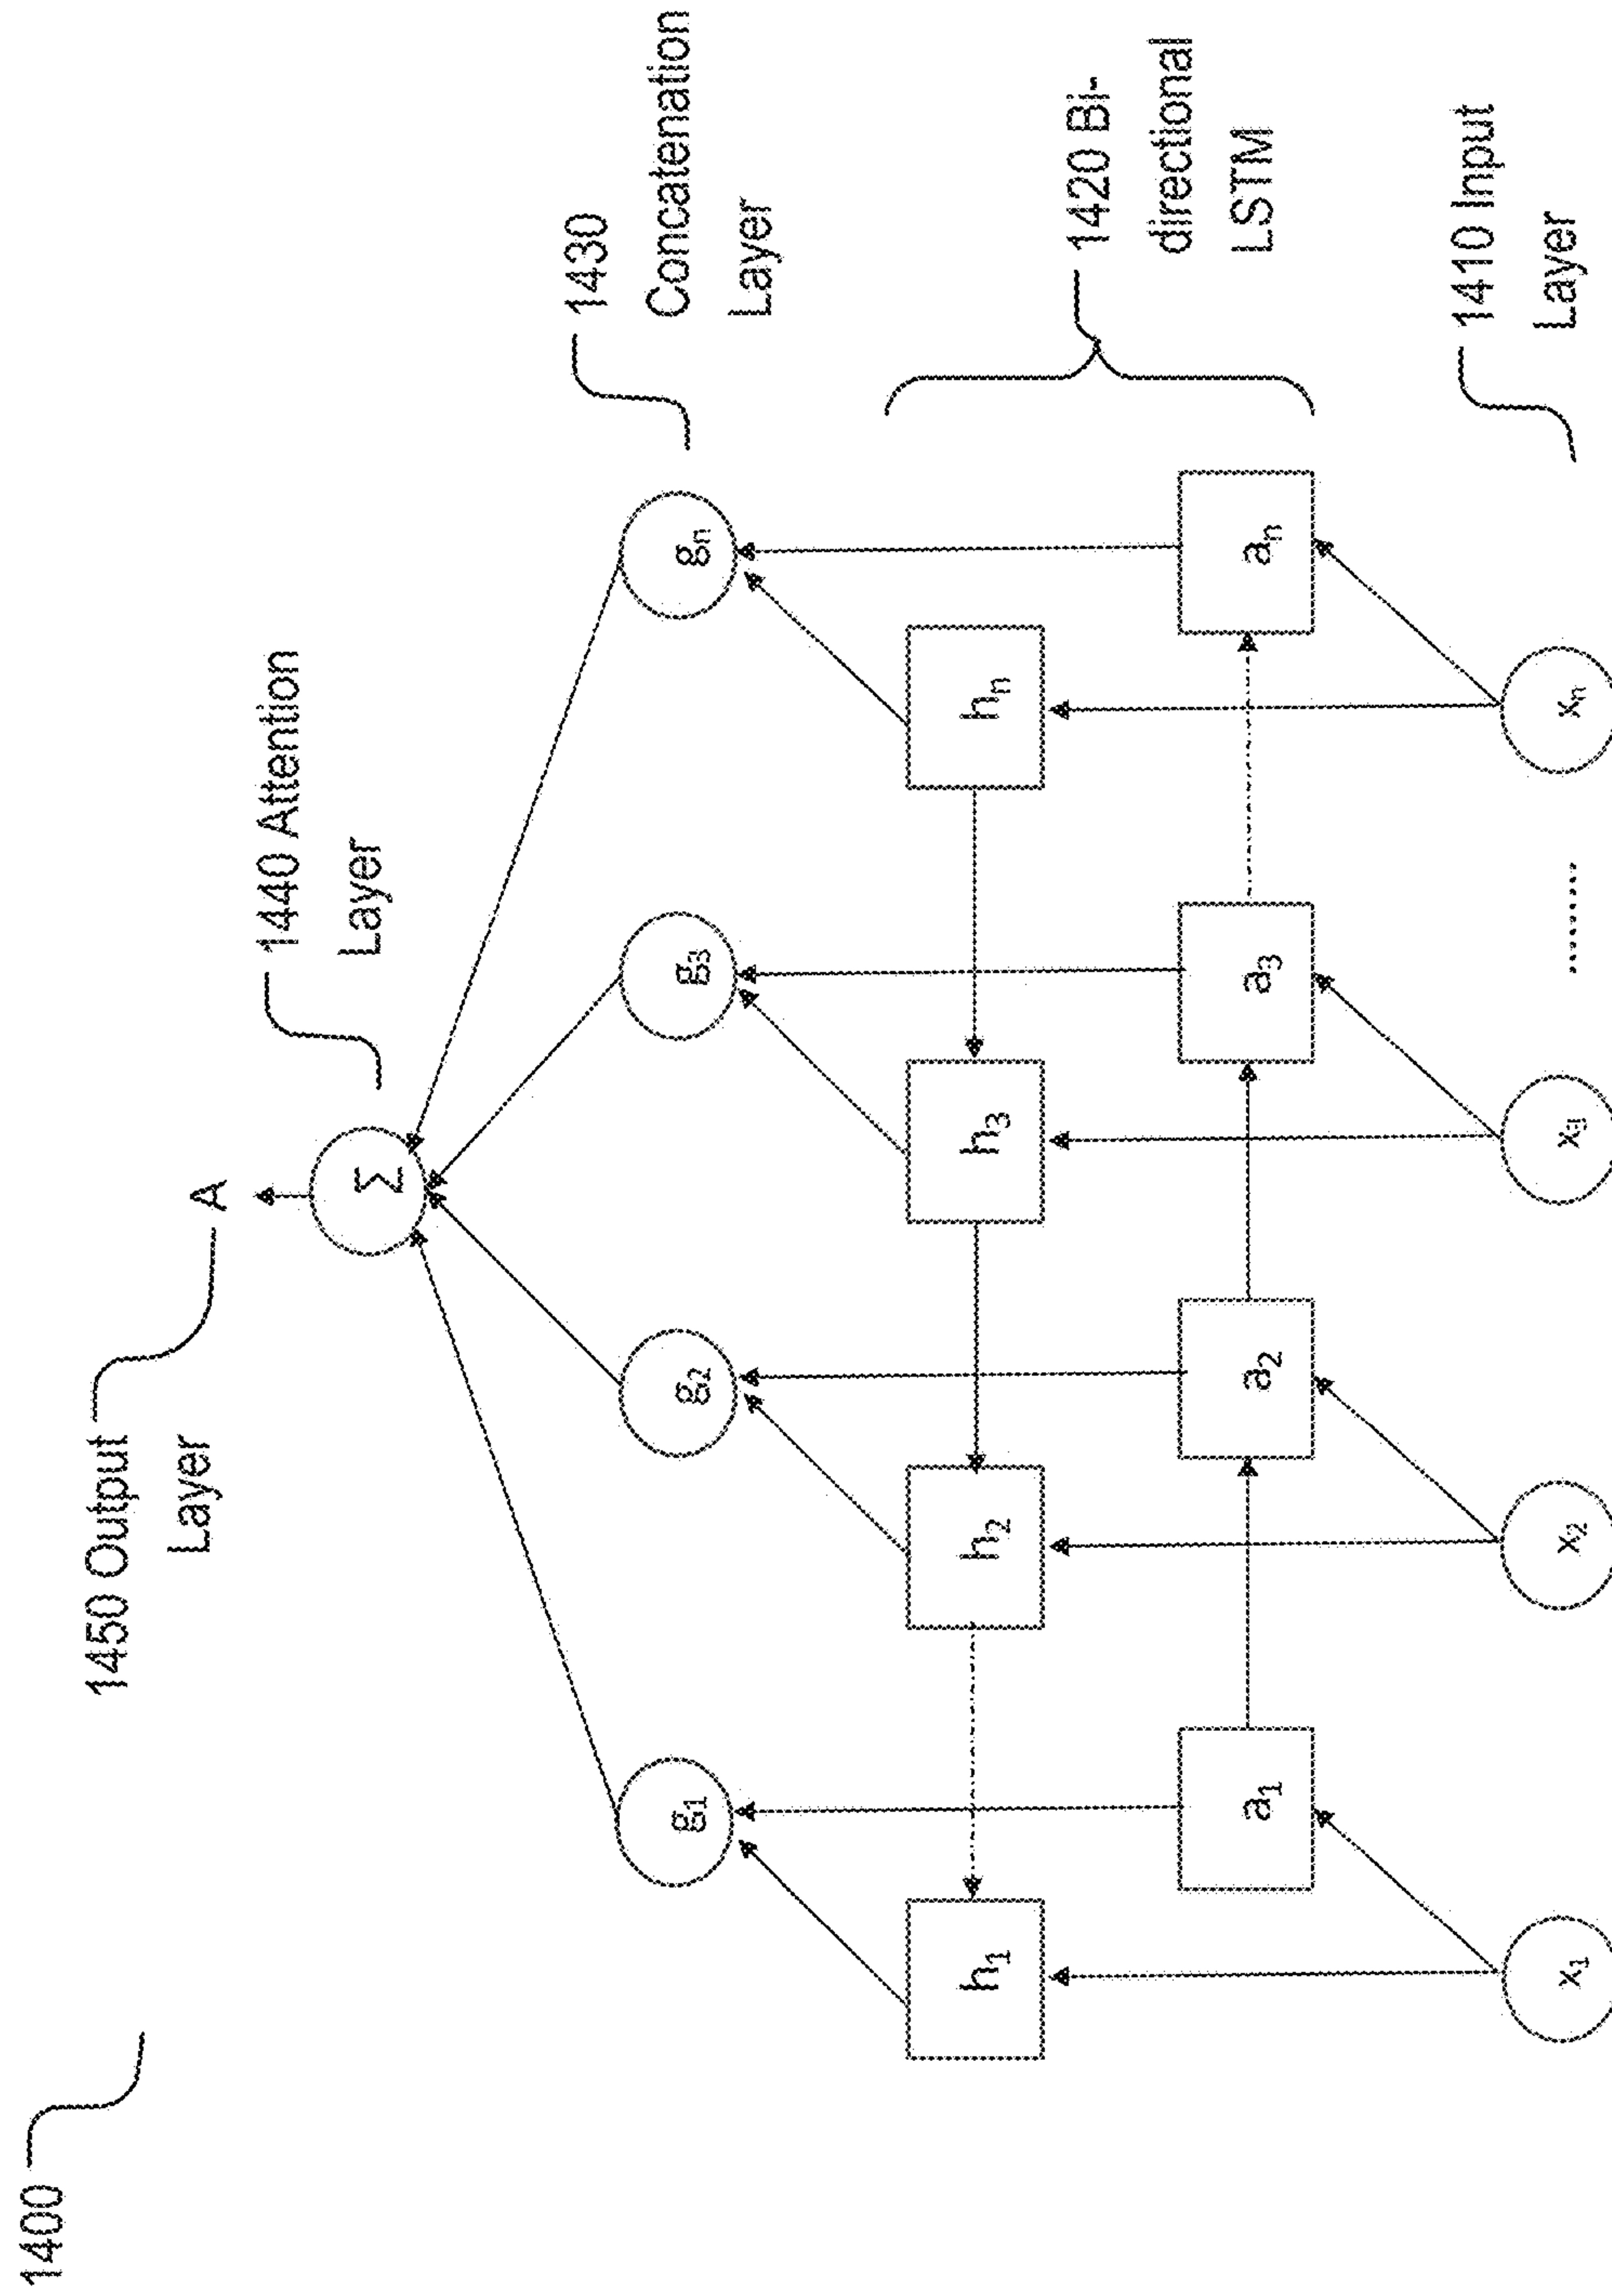 1400
1450 Output
Layer
A
1440 Attention
Layer
Σ
1430
Concatenation
Layer
g₁
g₂
g₃
gₙ
h₁
h₂
h₃
hₙ
1420 Bi-
directional
LSTM
a₁
a₂
a₃
aₙ
1410 Input
Layer
x₁
x₂
x₃
........
xₙ